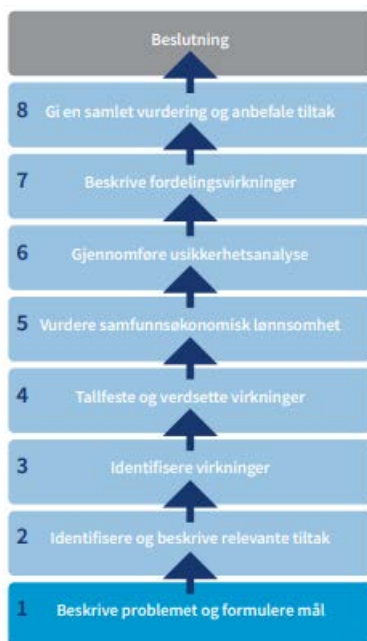 Beslutning
8 Gi en samlet vurdering og anbefale tiltak
7 Beskrive fordelingsvirkninger
6 Gjennomføre usikkerhetsanalyse
5 Vurdere samfunnsøkonomisk lønnsomhet
4 Tallfeste og verdsette virkninger
3 Identifisere virkninger
2 Identifisere og beskrive relevante tiltak
1 Beskrive problemet og formulere mål